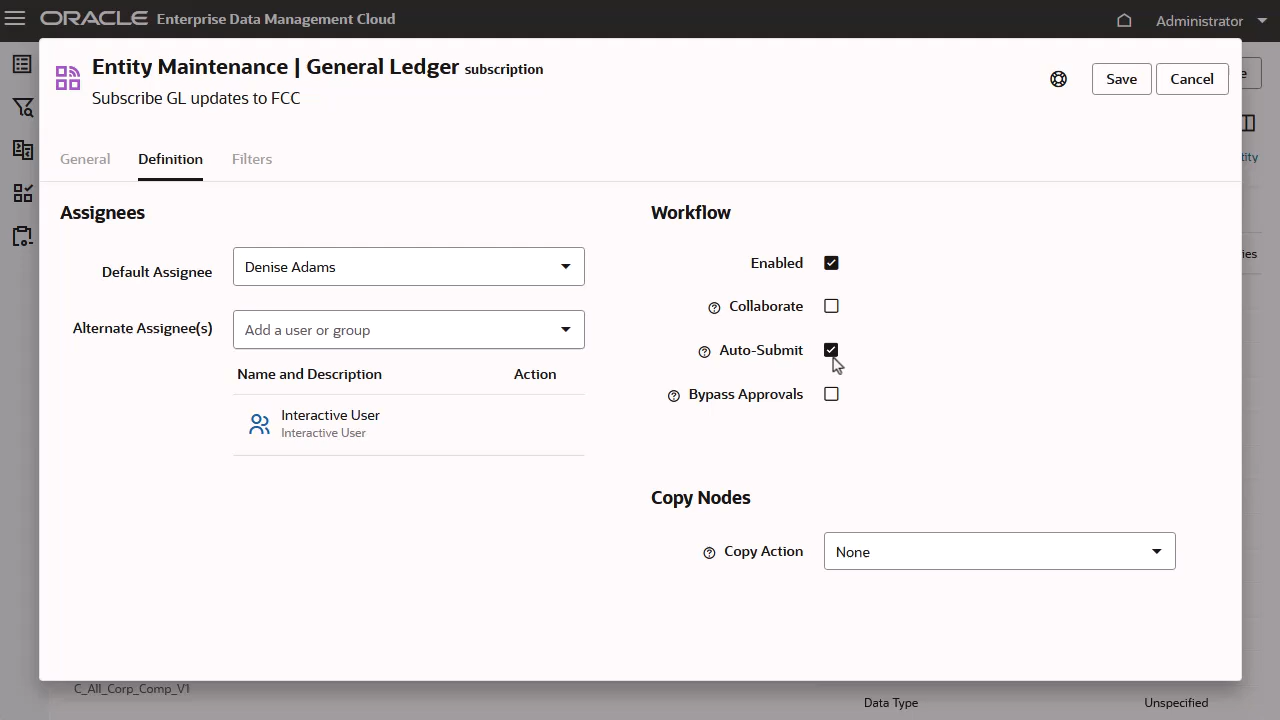 ORACLE Enterprise Data Management Cloud
Administrator
Entity Maintenance | General Ledger subscription
Subscribe GL updates to FCC
Save
Cancel
General
Definition
Filters
Assignees
Default Assignee
Denise Adams
Alternate Assignee(s)
Add a user or group
Name and Description
Action
Interactive User
Interactive User
Workflow
Enabled
Collaborate
Auto-Submit
Bypass Approvals
Copy Nodes
Copy Action
None
C_All_Corp_Comp_V1
Data Type
Unspecified